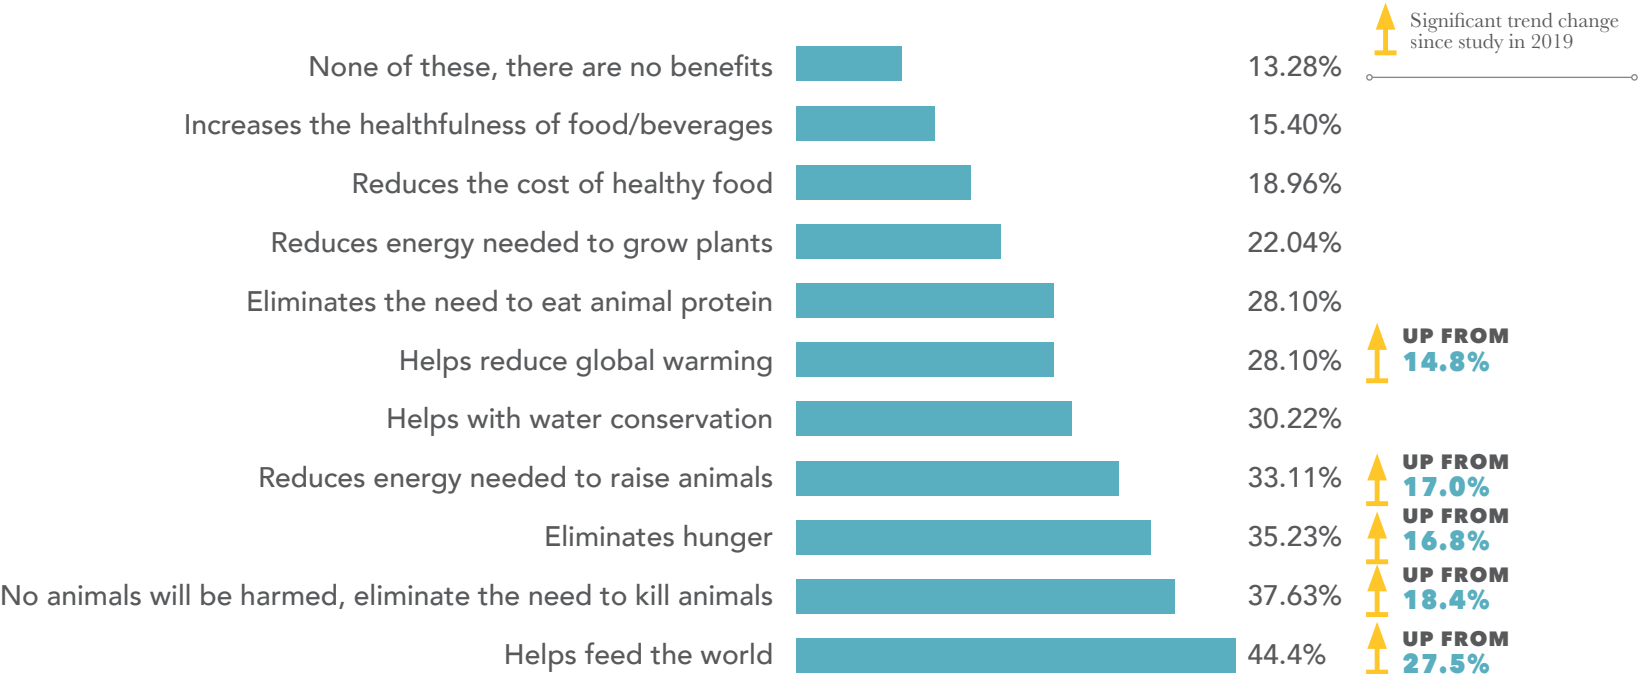 Significant trend change
since study in 2019
None of these, there are no benefits 13.28%
Increases the healthfulness of food/beverages 15.40%
Reduces the cost of healthy food 18.96%
Reduces energy needed to grow plants 22.04%
Eliminates the need to eat animal protein 28.10%
Helps reduce global warming 28.10% UP FROM
14.8%
Helps with water conservation 30.22%
Reduces energy needed to raise animals 33.11% UP FROM
17.0%
Eliminates hunger 35.23% UP FROM
16.8%
No animals will be harmed, eliminate the need to kill animals 37.63% UP FROM
18.4%
Helps feed the world 44.4% UP FROM
27.5%